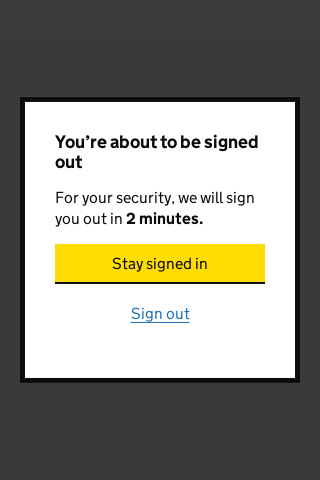 You’re about to be signed
out
For your security, we will sign
you out in 2 minutes.
Stay signed in
Sign out